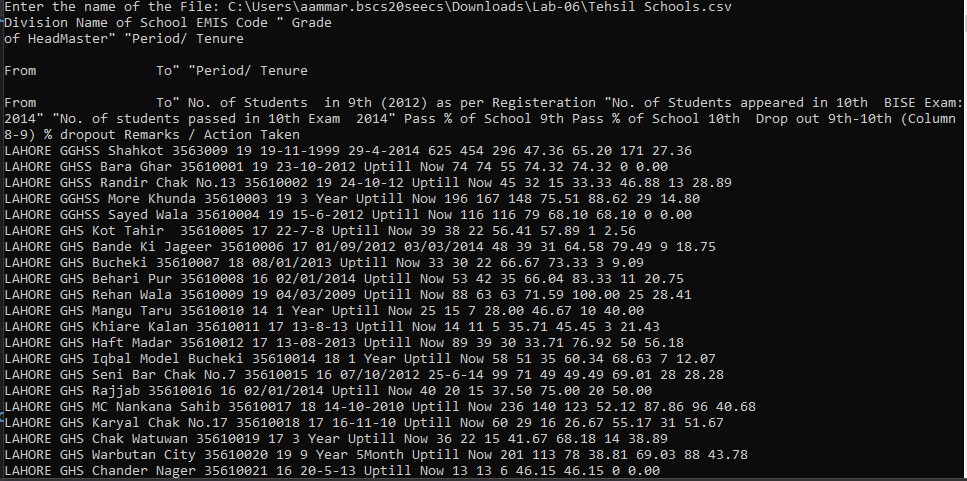 Enter the name of the File: C:\Users\aammar.bscs20seecs\Downloads\Lab-06\Tehsil Schools.csv
Division Name of School EMIS Code " Grade
of HeadMaster" "Period/ Tenure
From To" "Period/ Tenure
From To" No. of Students  in 9th (2012) as per Registeration "No. of Students appeared in 10th  BISE Exam:
2014" "No. of students passed in 10th Exam  2014" Pass % of School 9th Pass % of School 10th  Drop out 9th-10th (Column
8-9) % dropout Remarks / Action Taken
LAHORE GGHSS Shahkot 3563009 19 19-11-1999 29-4-2014 625 454 296 47.36 65.20 171 27.36
LAHORE GHSS Bara Ghar 35610001 19 23-10-2012 Uptill Now 74 74 55 74.32 74.32 0 0.00
LAHORE GHSS Randir Chak No.13 35610002 19 24-10-12 Uptill Now 45 32 15 33.33 46.88 13 28.89
LAHORE GGHSS More Khunda 35610003 19 3 Year Uptill Now 196 167 148 75.51 88.62 29 14.80
LAHORE GGHSS Sayed Wala 35610004 19 15-6-2012 Uptill Now 116 116 79 68.10 68.10 0 0.00
LAHORE GHS Kot Tahir  35610005 17 22-7-8 Uptill Now 39 38 22 56.41 57.89 1 2.56
LAHORE GHS Bande Ki Jageer 35610006 17 01/09/2012 03/03/2014 48 39 31 64.58 79.49 9 18.75
LAHORE GHS Bucheki 35610007 18 08/01/2013 Uptill Now 33 30 22 66.67 73.33 3 9.09
LAHORE GHS Behari Pur 35610008 16 02/01/2014 Uptill Now 53 42 35 66.04 83.33 11 20.75
LAHORE GHS Rehan Wala 35610009 19 04/03/2009 Uptill Now 88 63 63 71.59 100.00 25 28.41
LAHORE GHS Mangu Taru 35610010 14 1 Year Uptill Now 25 15 7 28.00 46.67 10 40.00
LAHORE GHS Khiare Kalan 35610011 17 13-8-13 Uptill Now 14 11 5 35.71 45.45 3 21.43
LAHORE GHS Haft Madar 35610012 17 13-08-2013 Uptill Now 89 39 30 33.71 76.92 50 56.18
LAHORE GHS Iqbal Model Bucheki 35610014 18 1 Year Uptill Now 58 51 35 60.34 68.63 7 12.07
LAHORE GHS Seni Bar Chak No.7 35610015 16 07/10/2012 25-6-14 99 71 49 49.49 69.01 28 28.28
LAHORE GHS Rajjab 35610016 16 02/01/2014 Uptill Now 40 20 15 37.50 75.00 20 50.00
LAHORE GHS MC Nankana Sahib 35610017 18 14-10-2010 Uptill Now 236 140 123 52.12 87.86 96 40.68
LAHORE GHS Karyal Chak No.17 35610018 17 16-11-10 Uptill Now 60 29 16 26.67 55.17 31 51.67
LAHORE GHS Chak Watuwan 35610019 17 3 Year Uptill Now 36 22 15 41.67 68.18 14 38.89
LAHORE GHS Warbutan City 35610020 19 9 Year 5Month Uptill Now 201 113 78 38.81 69.03 88 43.78
LAHORE GHS Chander Nager 35610021 16 20-5-13 Uptill Now 13 13 6 46.15 46.15 0 0.00